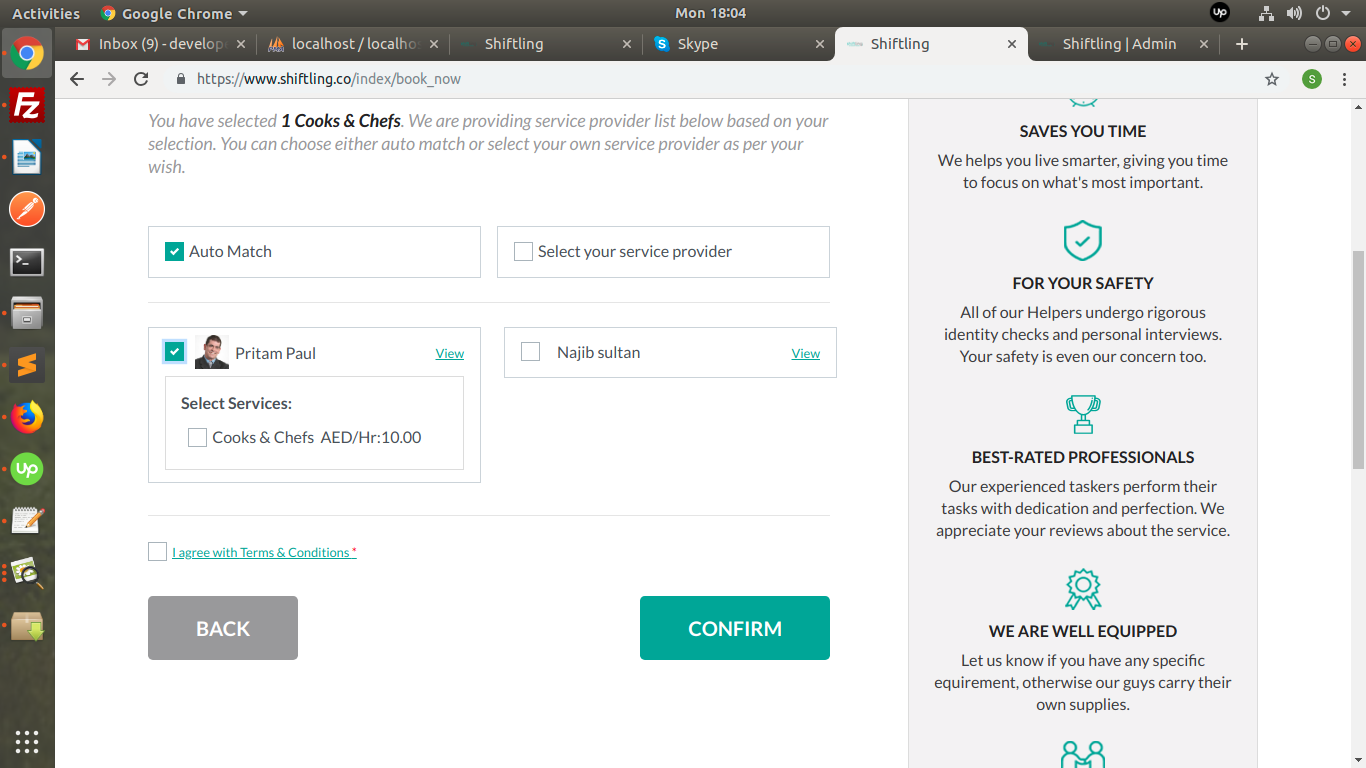 Activities
Google Chrome
Mon 18:04
Inbox (9) - develop
localhost / localho
Shiftling
Skype
Shiftling
Shiftling | Admin
https://www.shiftling.co/index/book_now
S
You have selected 1 Cooks & Chefs. We are providing service provider list below based on your
selection. You can choose either auto match or select your own service provider as per your
wish.
Auto Match
Select your service provider
Pritam Paul
View
Najib sultan
View
Select Services:
Cooks & Chefs AED/Hr:10.00
I agree with Terms & Conditions *
BACK
CONFIRM
SAVES YOU TIME
We helps you live smarter, giving you time
to focus on what's most important.
FOR YOUR SAFETY
All of our Helpers undergo rigorous
identity checks and personal interviews.
Your safety is even our concern too.
BEST-RATED PROFESSIONALS
Our experienced taskers perform their
tasks with dedication and perfection. We
appreciate your reviews about the service.
WE ARE WELL EQUIPPED
Let us know if you have any specific
equirement, otherwise our guys carry their
own supplies.
Fz
up
up